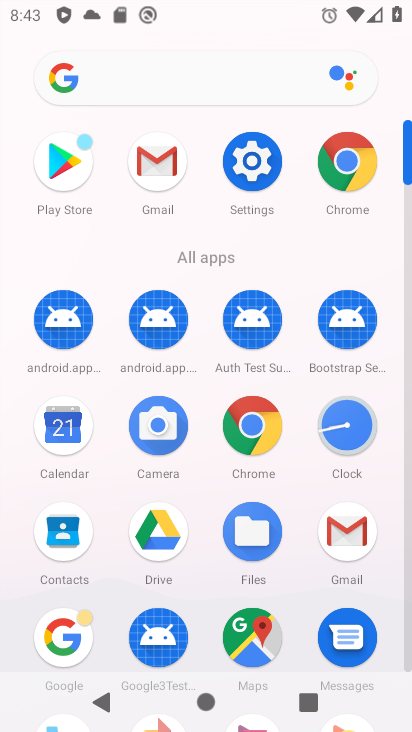 8:43
Play Store Gmail Settings Chrome
All apps
android.app... android.app.... Auth Test Su... Bootstrap Se...
31 Calendar Camera Chrome Clock
Contacts Drive Files Gmail
Google Google3Test... Maps Messages